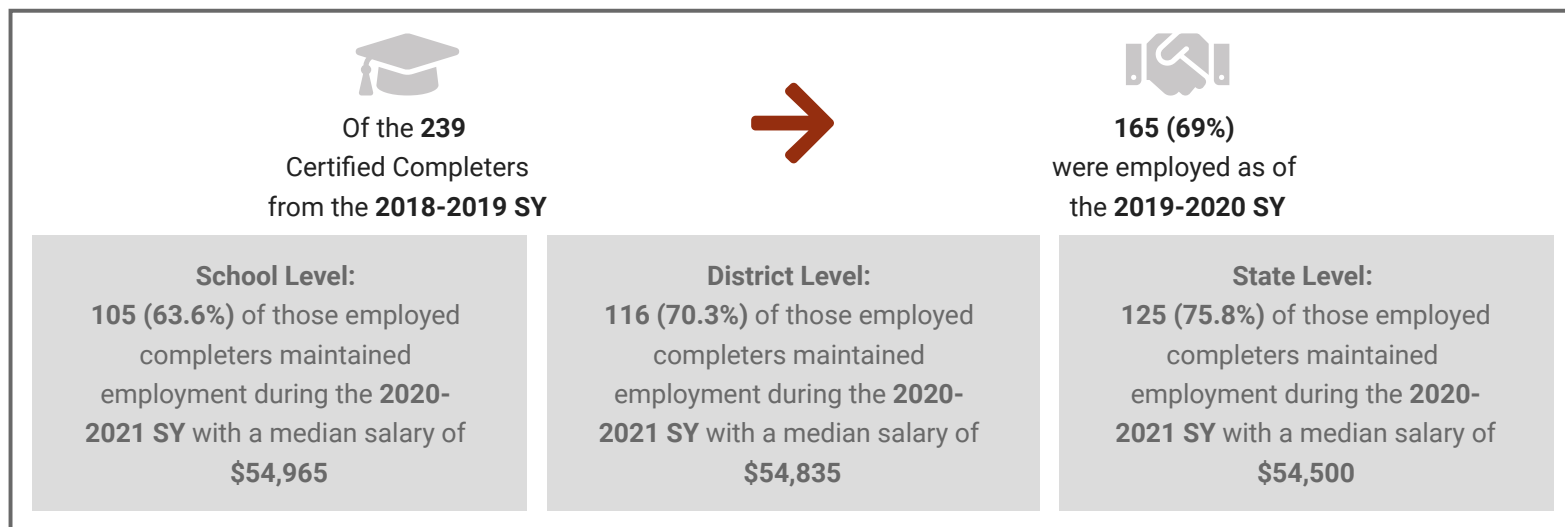 Of the 239
Certified Completers
from the 2018-2019 SY
165 (69%)
were employed as of
the 2019-2020 SY
School Level:
105 (63.6%) of those employed
completers maintained
employment during the 2020-
2021 SY with a median salary of
$54,965
District Level:
116 (70.3%) of those employed
completers maintained
employment during the 2020-
2021 SY with a median salary of
$54,835
State Level:
125 (75.8%) of those employed
completers maintained
employment during the 2020-
2021 SY with a median salary of
$54,500